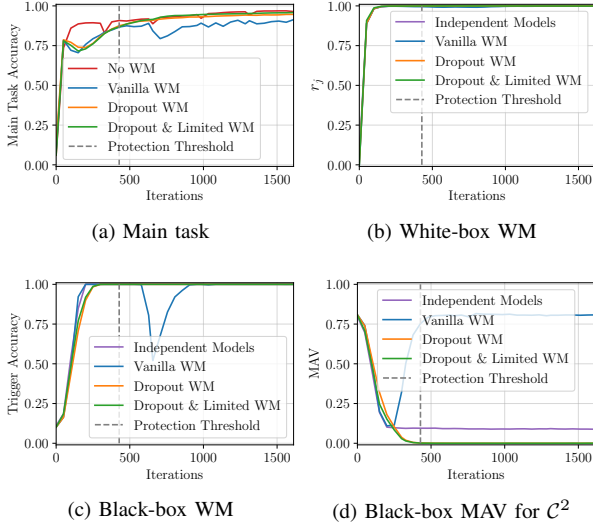 1.00
0.75
0.50
0.25
0.00
Main Task Accuracy
No WM
Vanilla WM
Dropout WM
Dropout & Limited WM
Protection Threshold
0 500 1000 1500
Iterations
(a) Main task
1.00
0.75
0.50
0.25
0.00
r_j
Independent Models
Vanilla WM
Dropout WM
Dropout & Limited WM
Protection Threshold
0 500 1000 1500
Iterations
(b) White-box WM
1.00
0.75
0.50
0.25
0.00
Trigger Accuracy
Independent Models
Vanilla WM
Dropout WM
Dropout & Limited WM
Protection Threshold
0 500 1000 1500
Iterations
(c) Black-box WM
1.00
0.75
0.50
0.25
0.00
MAV
Independent Models
Vanilla WM
Dropout WM
Dropout & Limited WM
Protection Threshold
0 500 1000 1500
Iterations
(d) Black-box MAV for C²